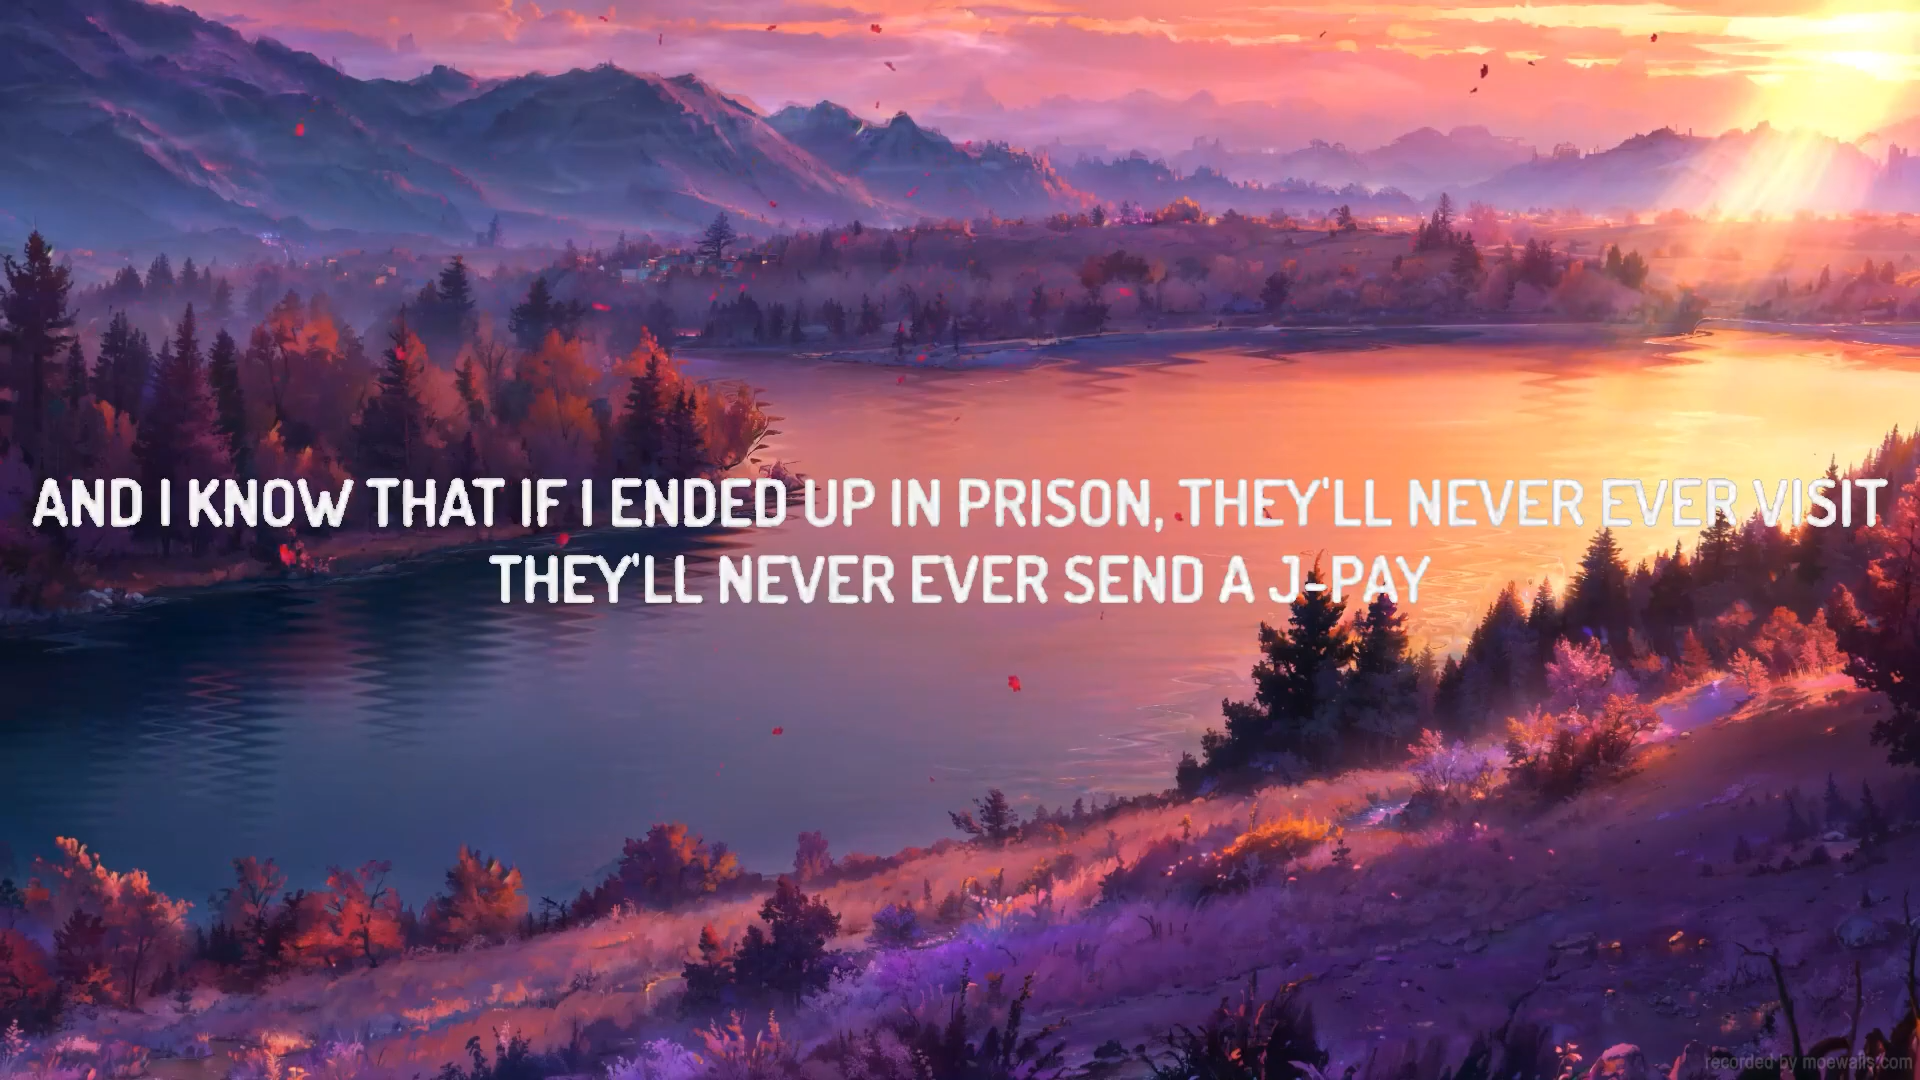 AND I KNOW THAT IF I ENDED UP IN PRISON, THEY'LL NEVER EVER VISIT
THEY'LL NEVER EVER SEND A J-PAY
recorded by moewalls.com